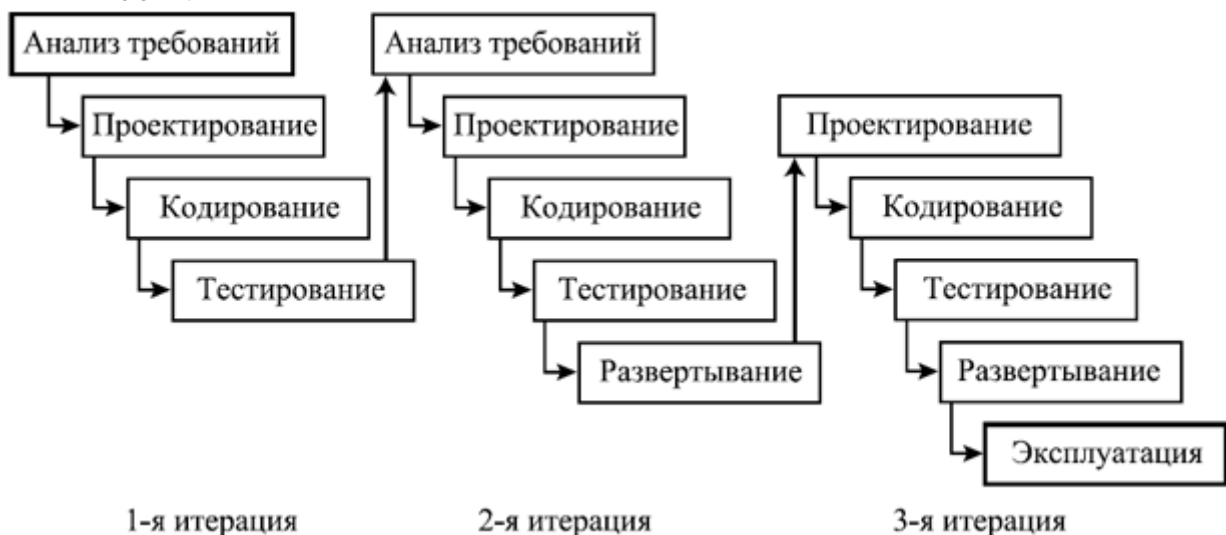 Анализ требований
Проектирование
Кодирование
Тестирование
Анализ требований
Проектирование
Кодирование
Тестирование
Развертывание
Проектирование
Кодирование
Тестирование
Развертывание
Эксплуатация
1-я итерация
2-я итерация
3-я итерация